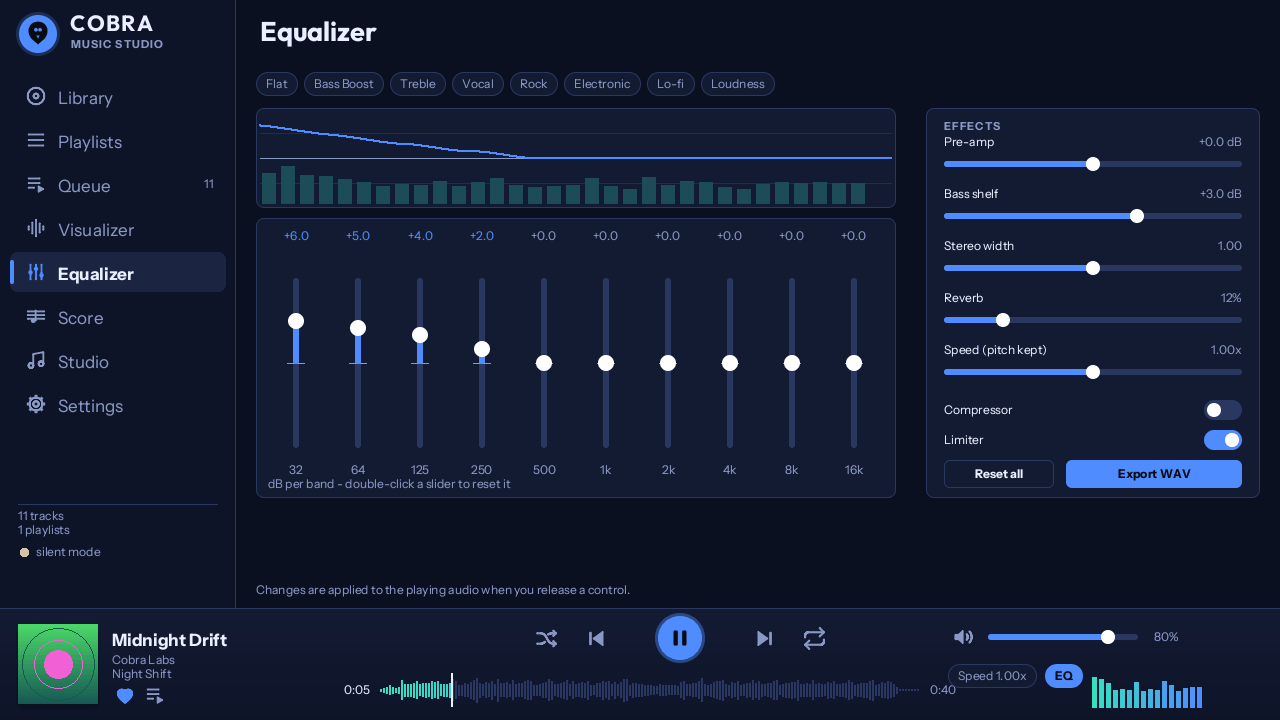 COBRA
MUSIC STUDIO
Library
Playlists
Queue 11
Visualizer
Equalizer
Score
Studio
Settings
11 tracks
1 playlists
silent mode
Equalizer
Flat Bass Boost Treble Vocal Rock Electronic Lo-fi Loudness
+6.0 +5.0 +4.0 +2.0 +0.0 +0.0 +0.0 +0.0 +0.0 +0.0
32 64 125 250 500 1k 2k 4k 8k 16k
dB per band - double-click a slider to reset it
EFFECTS
Pre-amp +0.0 dB
Bass shelf +3.0 dB
Stereo width 1.00
Reverb 12%
Speed (pitch kept) 1.00x
Compressor
Limiter
Reset all Export WAV
Changes are applied to the playing audio when you release a control.
Midnight Drift
Cobra Labs
Night Shift
0:05 0:40
80%
Speed 1.00x EQ